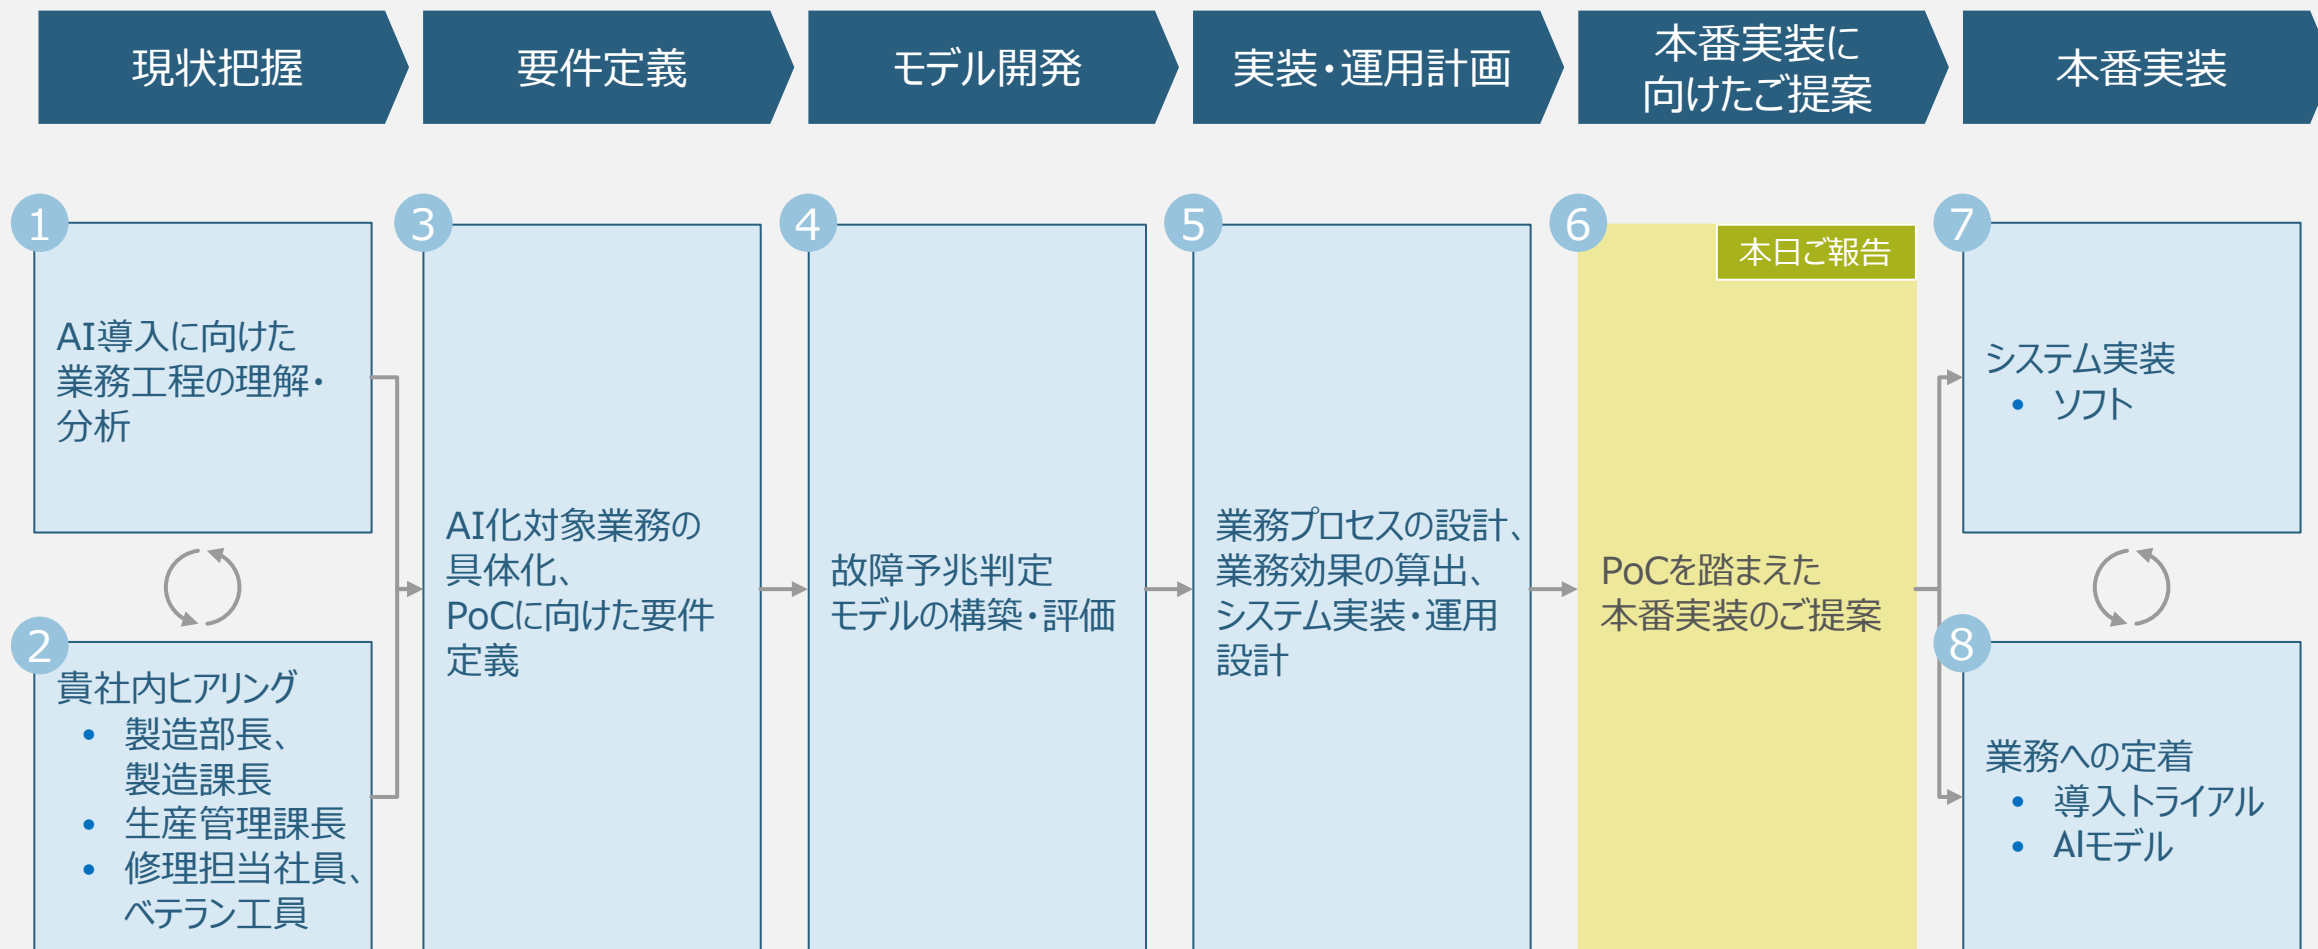 現状把握
要件定義
モデル開発
実装・運用計画
本番実装に
向けたご提案
本番実装
1
AI導入に向けた
業務工程の理解・
分析
2
貴社内ヒアリング
• 製造部長、
製造課長
• 生産管理課長
• 修理担当社員、
ベテラン工員
3
AI化対象業務の
具体化、
PoCに向けた要件
定義
4
故障予兆判定
モデルの構築・評価
5
業務プロセスの設計、
業務効果の算出、
システム実装・運用
設計
6
本日ご報告
PoCを踏まえた
本番実装のご提案
7
システム実装
• ソフト
8
業務への定着
• 導入トライアル
• AIモデル